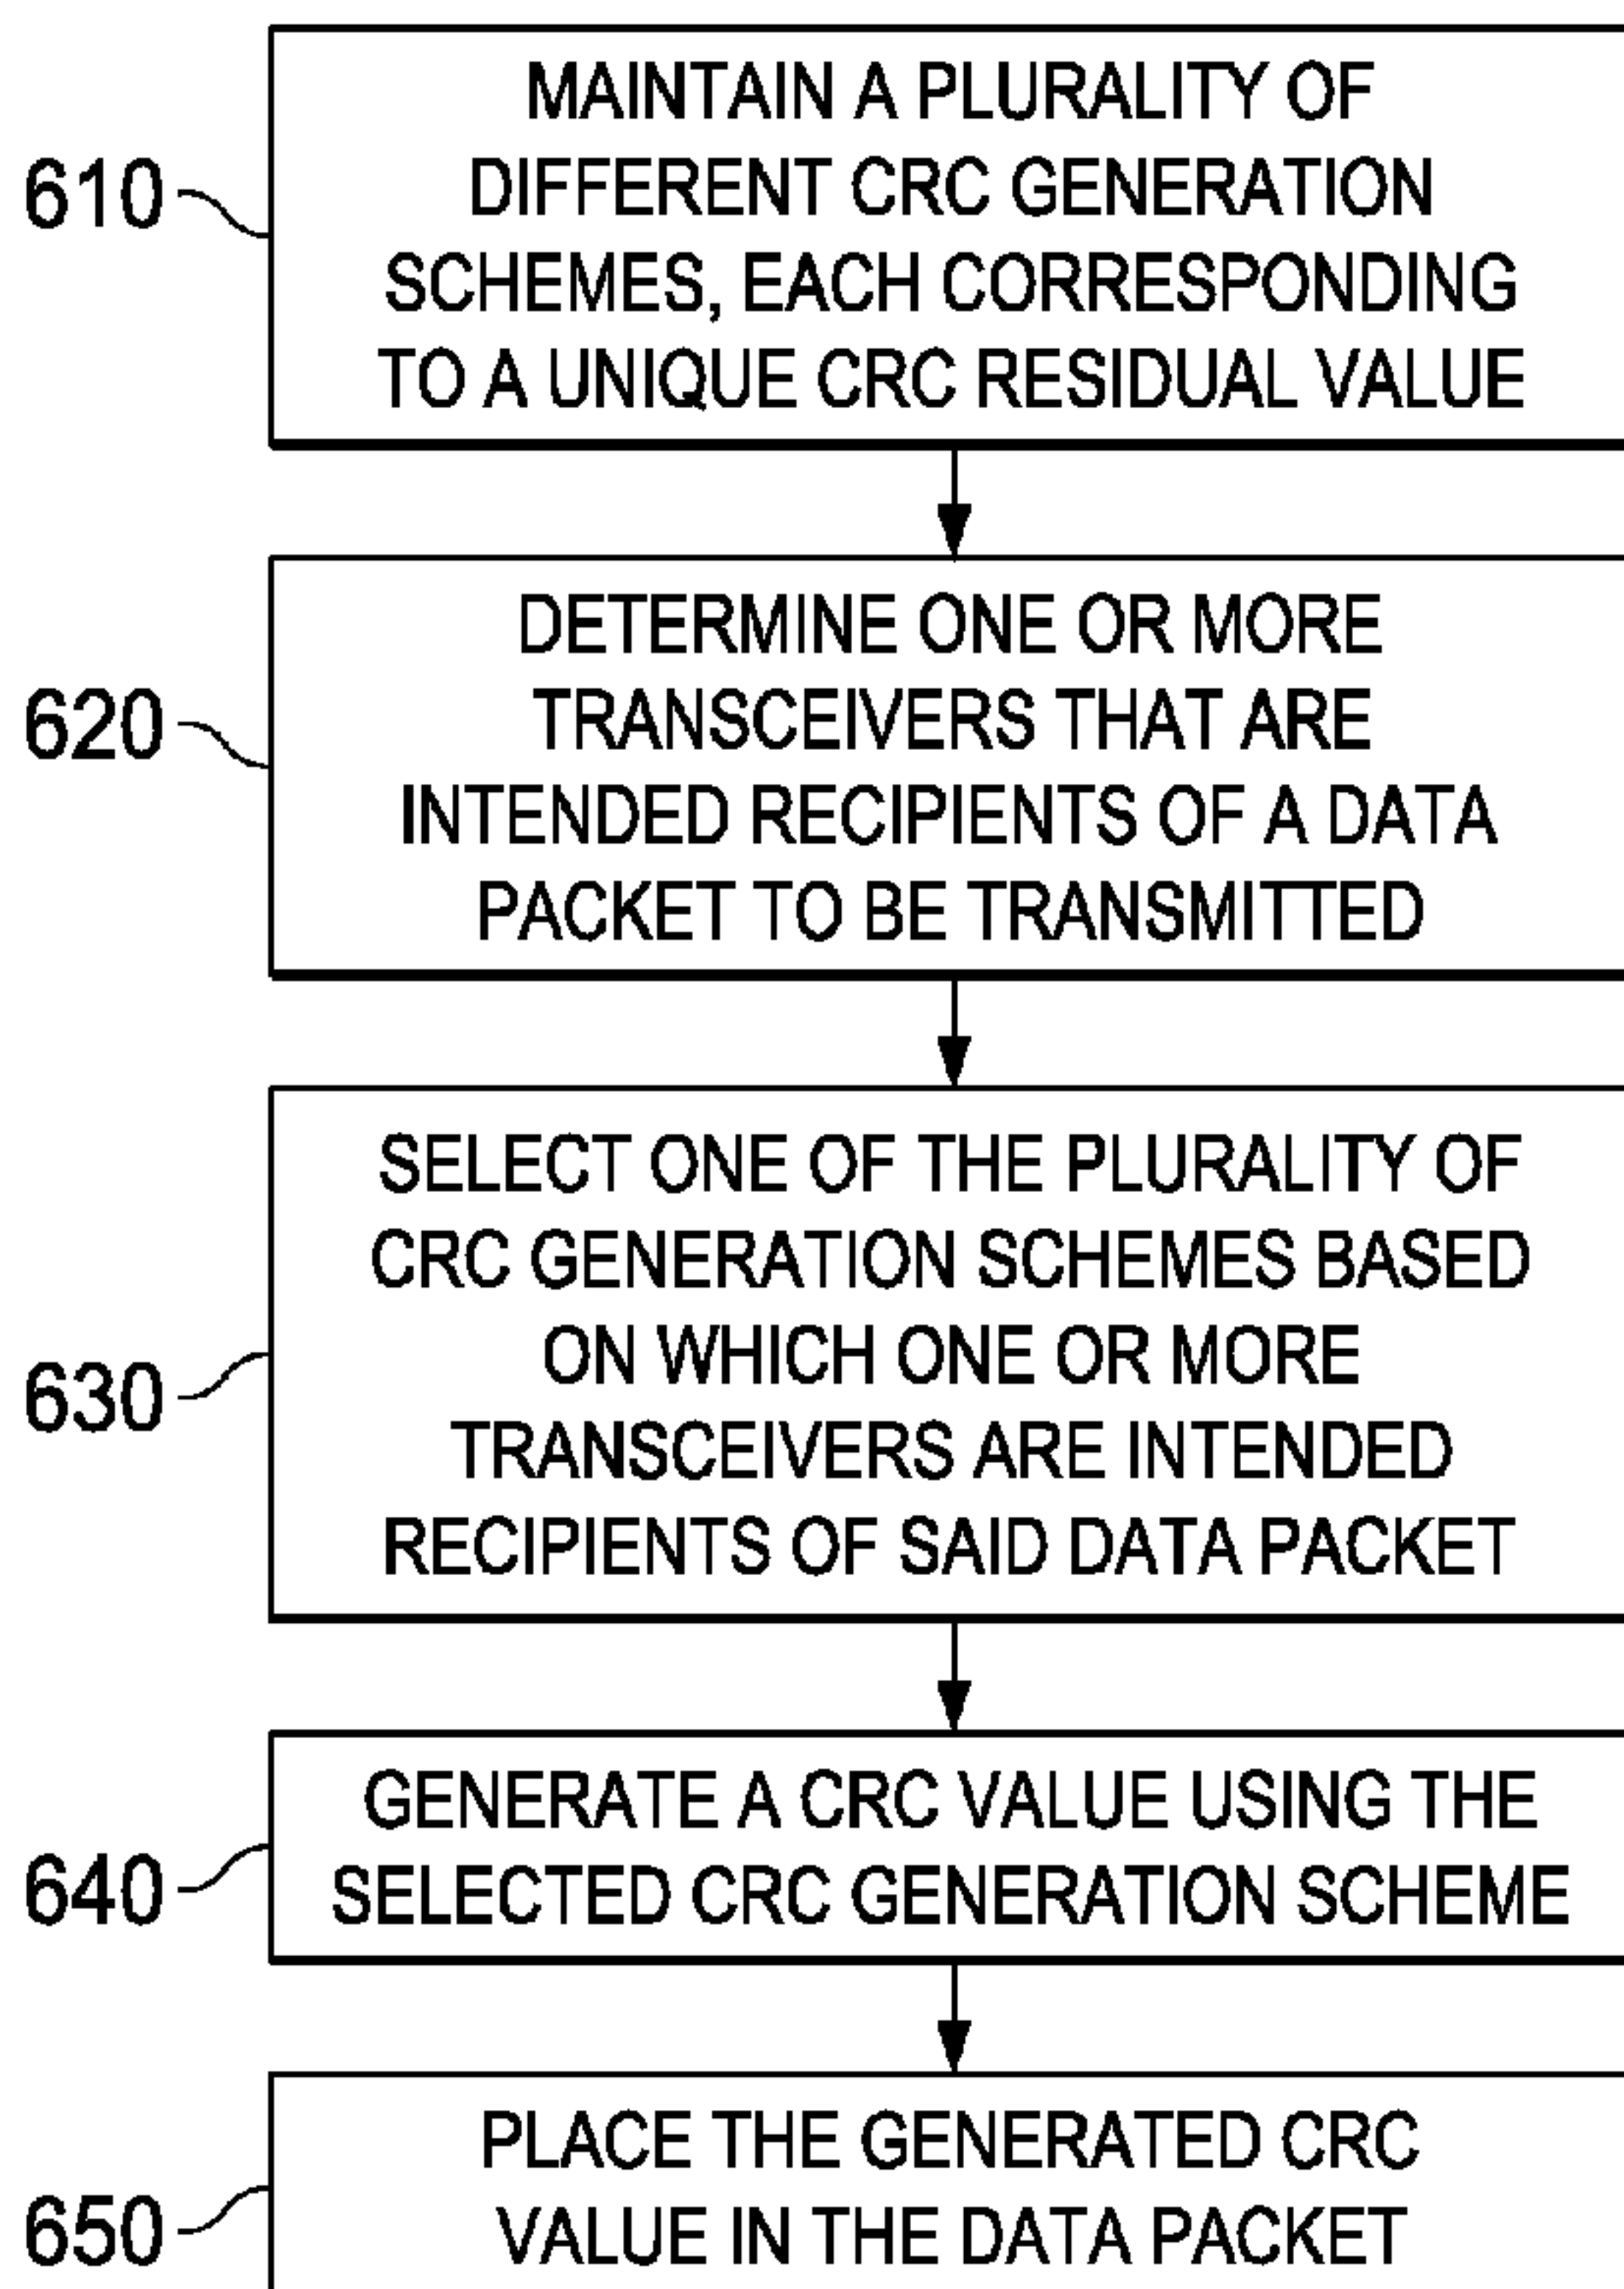 MAINTAIN A PLURALITY OF
DIFFERENT CRC GENERATION
610
SCHEMES, EACH CORRESPONDING
TO A UNIQUE CRC RESIDUAL VALUE
DETERMINE ONE OR MORE
TRANSCEIVERS THAT ARE
620
INTENDED RECIPIENTS OF A DATA
PACKET TO BE TRANSMITTED
SELECT ONE OF THE PLURALITY OF
CRC GENERATION SCHEMES BASED
ON WHICH ONE OR MORE
630
TRANSCEIVERS ARE INTENDED
RECIPIENTS OF SAID DATA PACKET
GENERATE A CRC VALUE USING THE
640
SELECTED CRC GENERATION SCHEME
PLACE THE GENERATED CRC
650
VALUE IN THE DATA PACKET